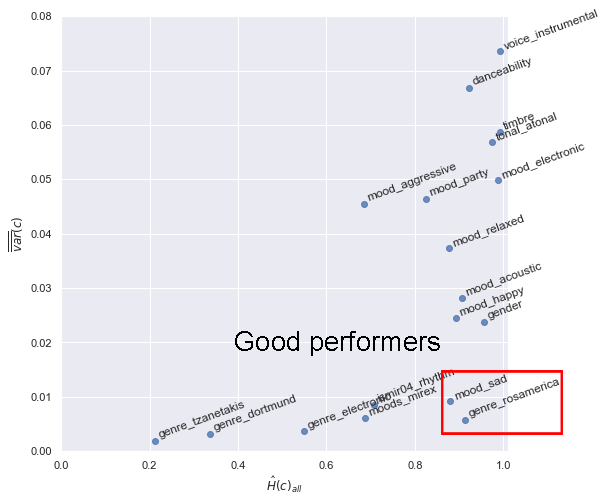 0.08
voice_instrumental
0.07
danceability
0.06
timbre
tonal_atonal
0.05
mood_electronic
mood_aggressive
mood_party
0.04
mood_relaxed
0.03
mood_acoustic
mood_happy
gender
var(c)
0.02
Good performers
0.01
mood_sad
genre_rosamerica
ismir04_rhythm
moods_mirex
genre_electronic
genre_dortmund
genre_tzanetakis
0.00
0.0 0.2 0.4 0.6 0.8 1.0
Ĥ(c)all